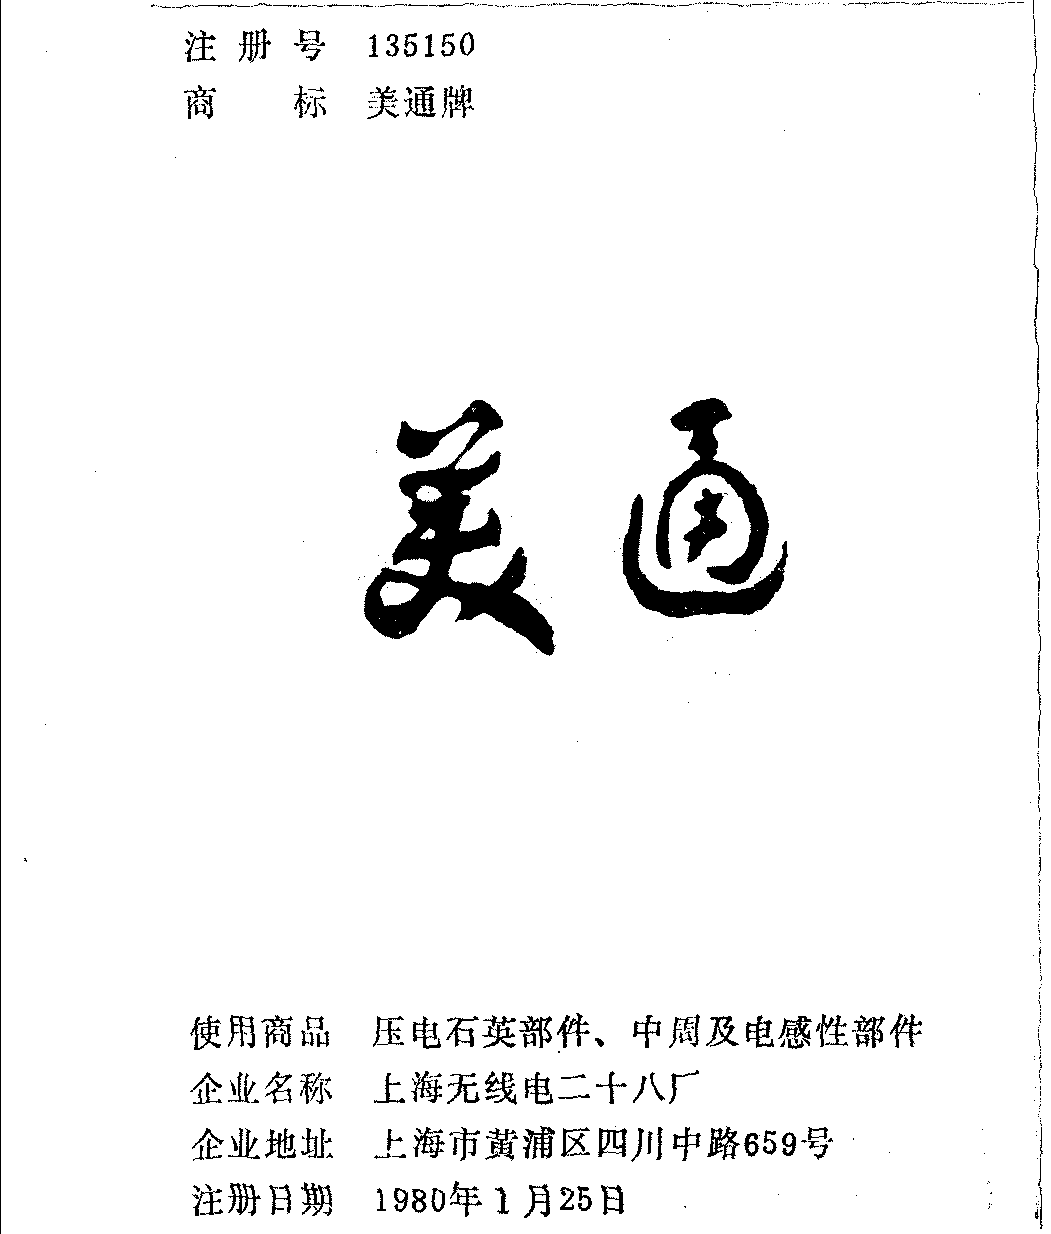 注册号 135150
商标 美通牌
美通
使用商品 压电石英部件、中周及电感性部件
企业名称 上海无线电二十八厂
企业地址 上海市黄浦区四川中路659号
注册日期 1980年1月25日